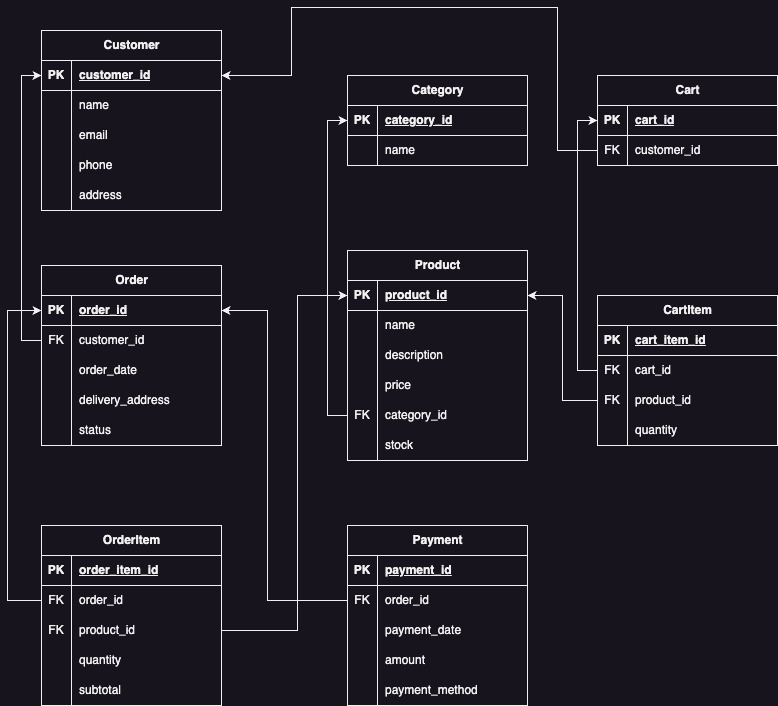 Customer
PK customer_id
name
email
phone
address
Category
PK category_id
name
Cart
PK cart_id
FK customer_id
Order
PK order_id
FK customer_id
order_date
delivery_address
status
Product
PK product_id
name
description
price
FK category_id
stock
CartItem
PK cart_item_id
FK cart_id
FK product_id
quantity
OrderItem
PK order_item_id
FK order_id
FK product_id
quantity
subtotal
Payment
PK payment_id
FK order_id
payment_date
amount
payment_method